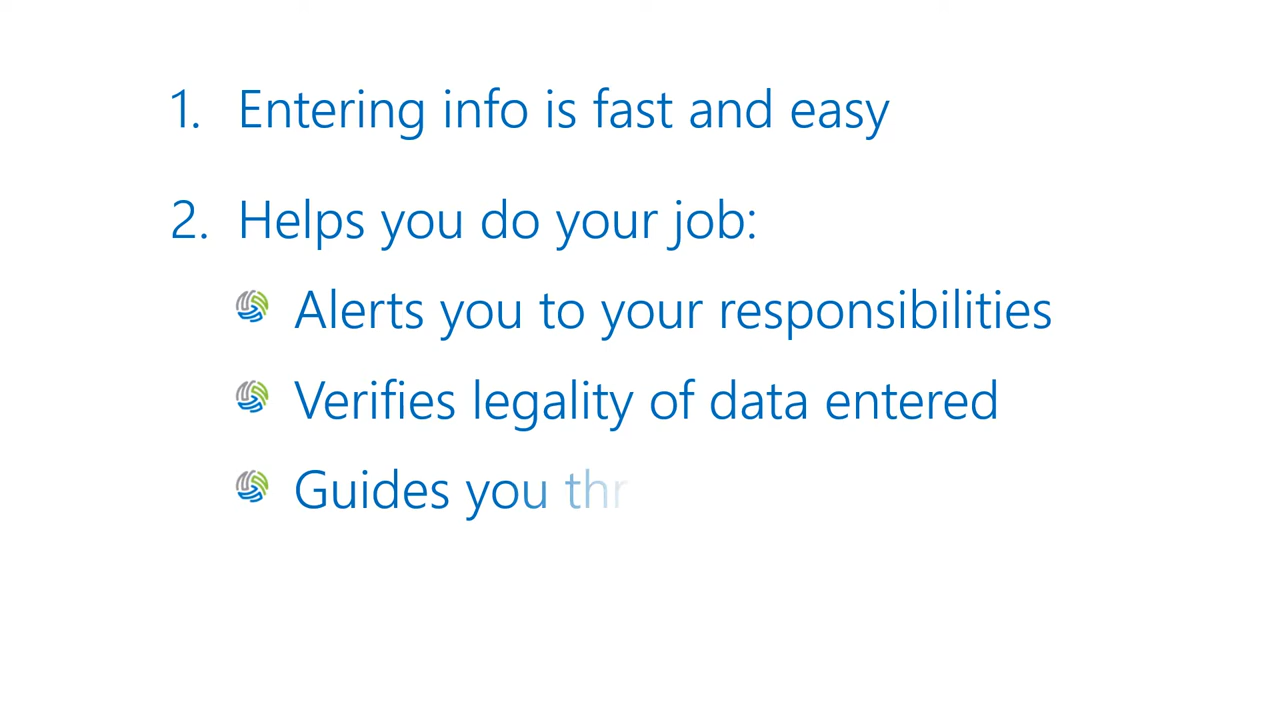 1. Entering info is fast and easy
2. Helps you do your job:
Alerts you to your responsibilities
Verifies legality of data entered
Guides you